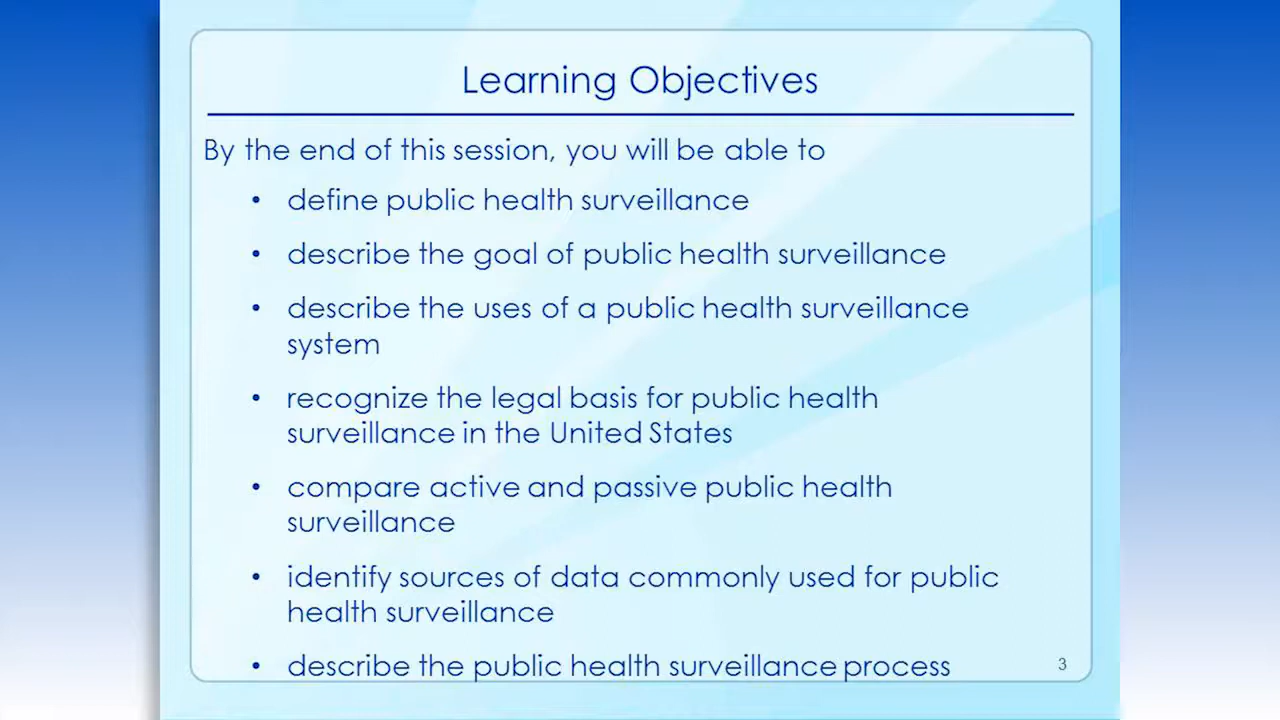 Learning Objectives
By the end of this session, you will be able to
• define public health surveillance
• describe the goal of public health surveillance
• describe the uses of a public health surveillance
system
• recognize the legal basis for public health
surveillance in the United States
• compare active and passive public health
surveillance
• identify sources of data commonly used for public
health surveillance
• describe the public health surveillance process
3